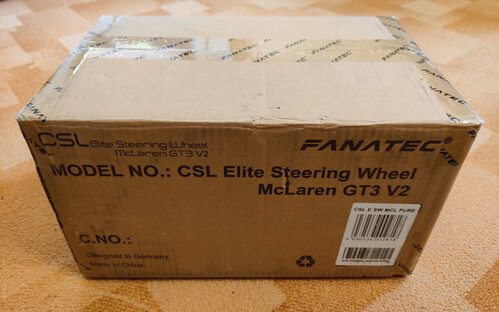 FANATEC
FANATEC
CSL Elite Steering Wheel
McLaren GT3 V2
FANATEC®
MODEL NO.: CSL Elite Steering Wheel
McLaren GT3 V2
CSL E SW MCL PURE
C.NO.:
Designed in Germany
Made in China